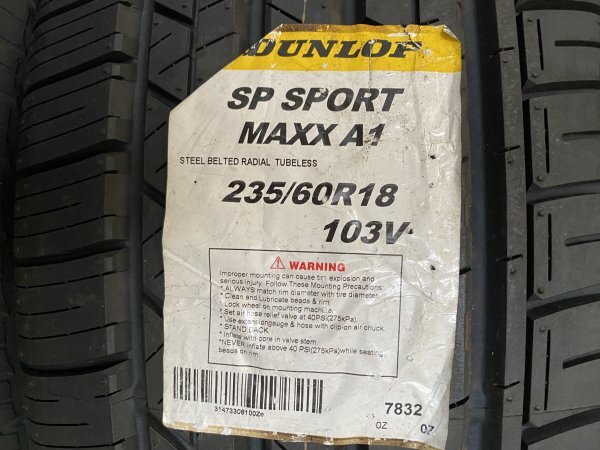 DUNLOP
SP SPORT
MAXX A1
STEEL BELTED RADIAL TUBELESS
235/60R18
103V
WARNING
Improper mounting can cause tire explosion and
serious injury. Follow These Mounting Precautions:
* ALWAYS match rim diameter with tire diameter
* Clean and Lubricate beads & rim.
* Lock wheel on mounting machine.
* Set air hose relief valve at 40PSI(275kPa)
* Use extensiongauge & hose with clip-on air chuck.
* STAND BACK
* Inflate with core in valve stem.
*NEVER inflate above 40 PSI(275kPa)while seating
beads on rim.
31473308100Ze
7832
OZ OZ